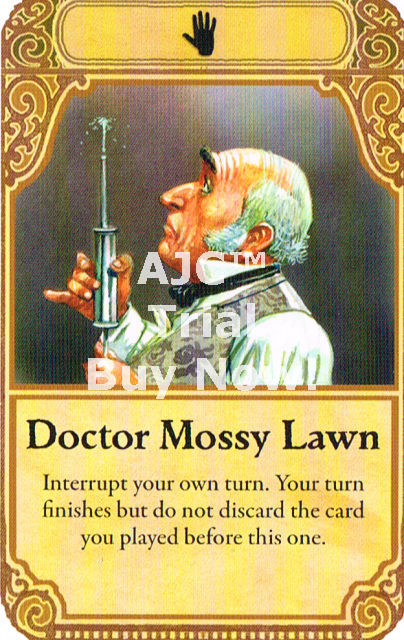 AJC™
Trial
Buy Now!
Doctor Mossy Lawn
Interrupt your own turn. Your turn
finishes but do not discard the card
you played before this one.